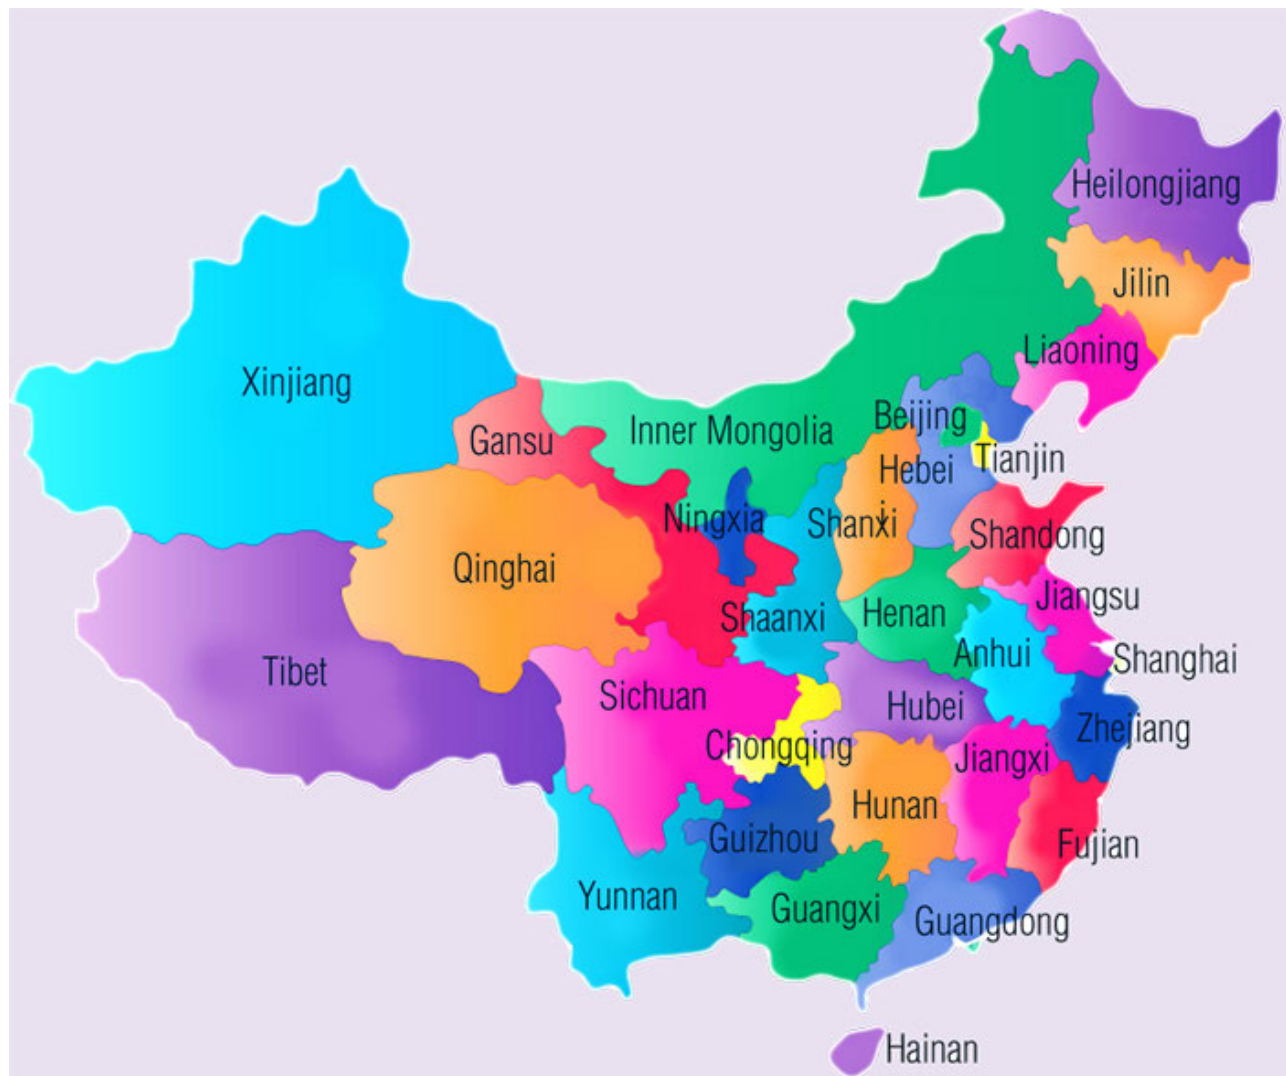 Heilongjiang
Jilin
Liaoning
Xinjiang
Beijing
Gansu
Inner Mongolia
Hebei
Tianjin
Ningxia
Shanxi
Shandong
Qinghai
Jiangsu
Shaanxi
Henan
Anhui
Shanghai
Tibet
Sichuan
Hubei
Zhejiang
Chongqing
Jiangxi
Hunan
Guizhou
Fujian
Yunnan
Guangxi
Guangdong
Hainan